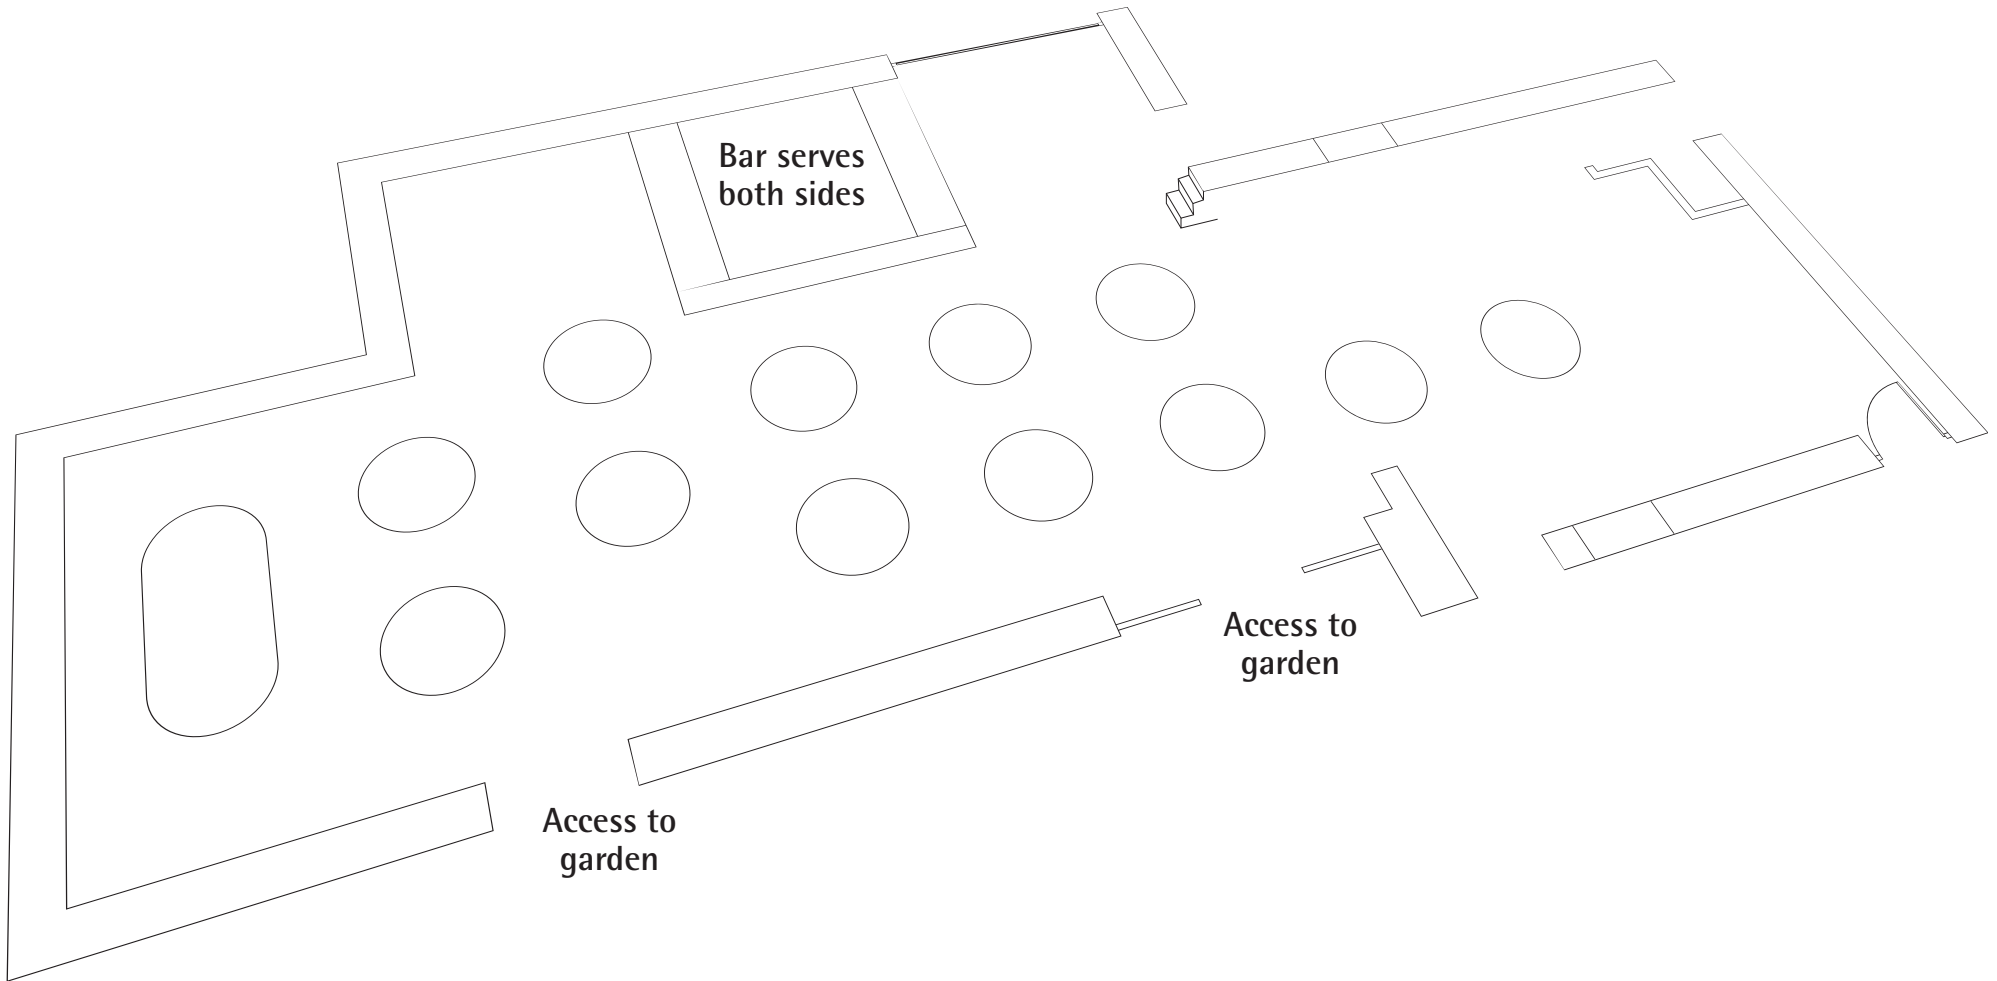 Bar serves
both sides
Access to
garden
Access to
garden